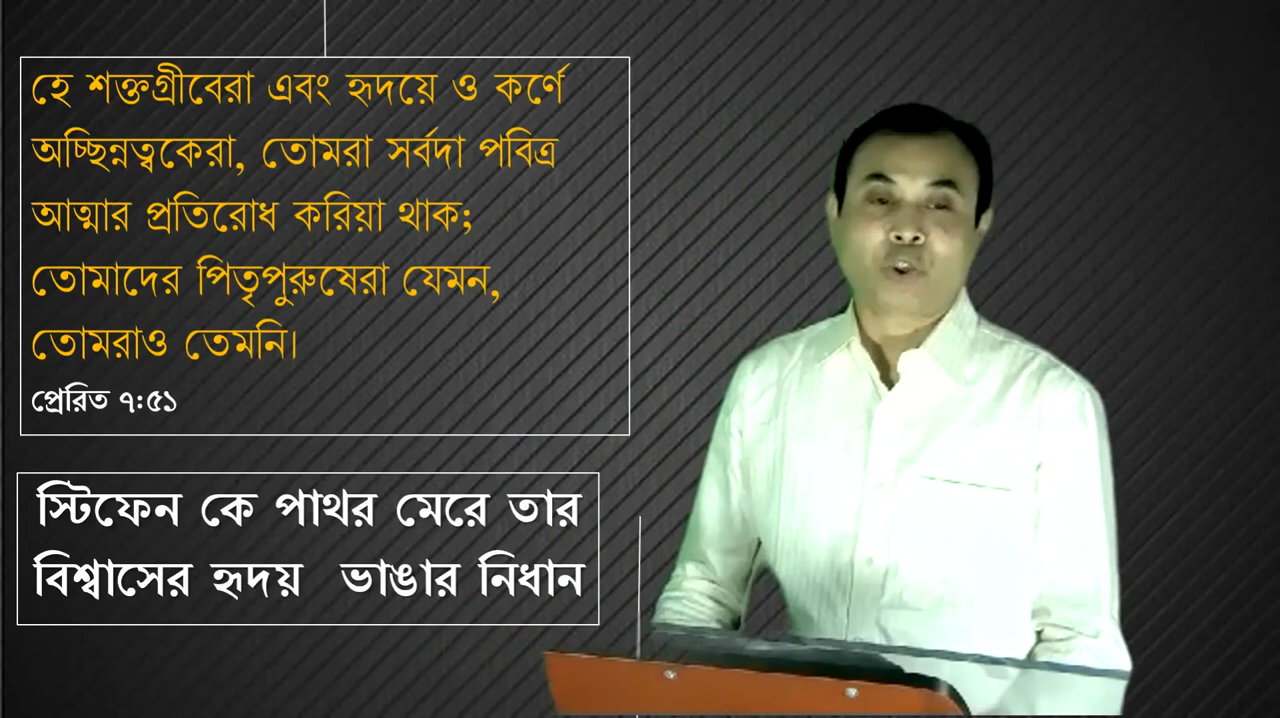 হে শক্তগ্রীবেরা এবং হৃদয়ে ও কর্ণে
অচ্ছিন্নত্বকেরা, তোমরা সর্বদা পবিত্র
আত্মার প্রতিরোধ করিয়া থাক;
তোমাদের পিতৃপুরুষেরা যেমন,
তোমরাও তেমনি।
প্রেরিত ৭:৫১
স্টিফেন কে পাথর মেরে তার
বিশ্বাসের হৃদয় ভাঙার নিধান